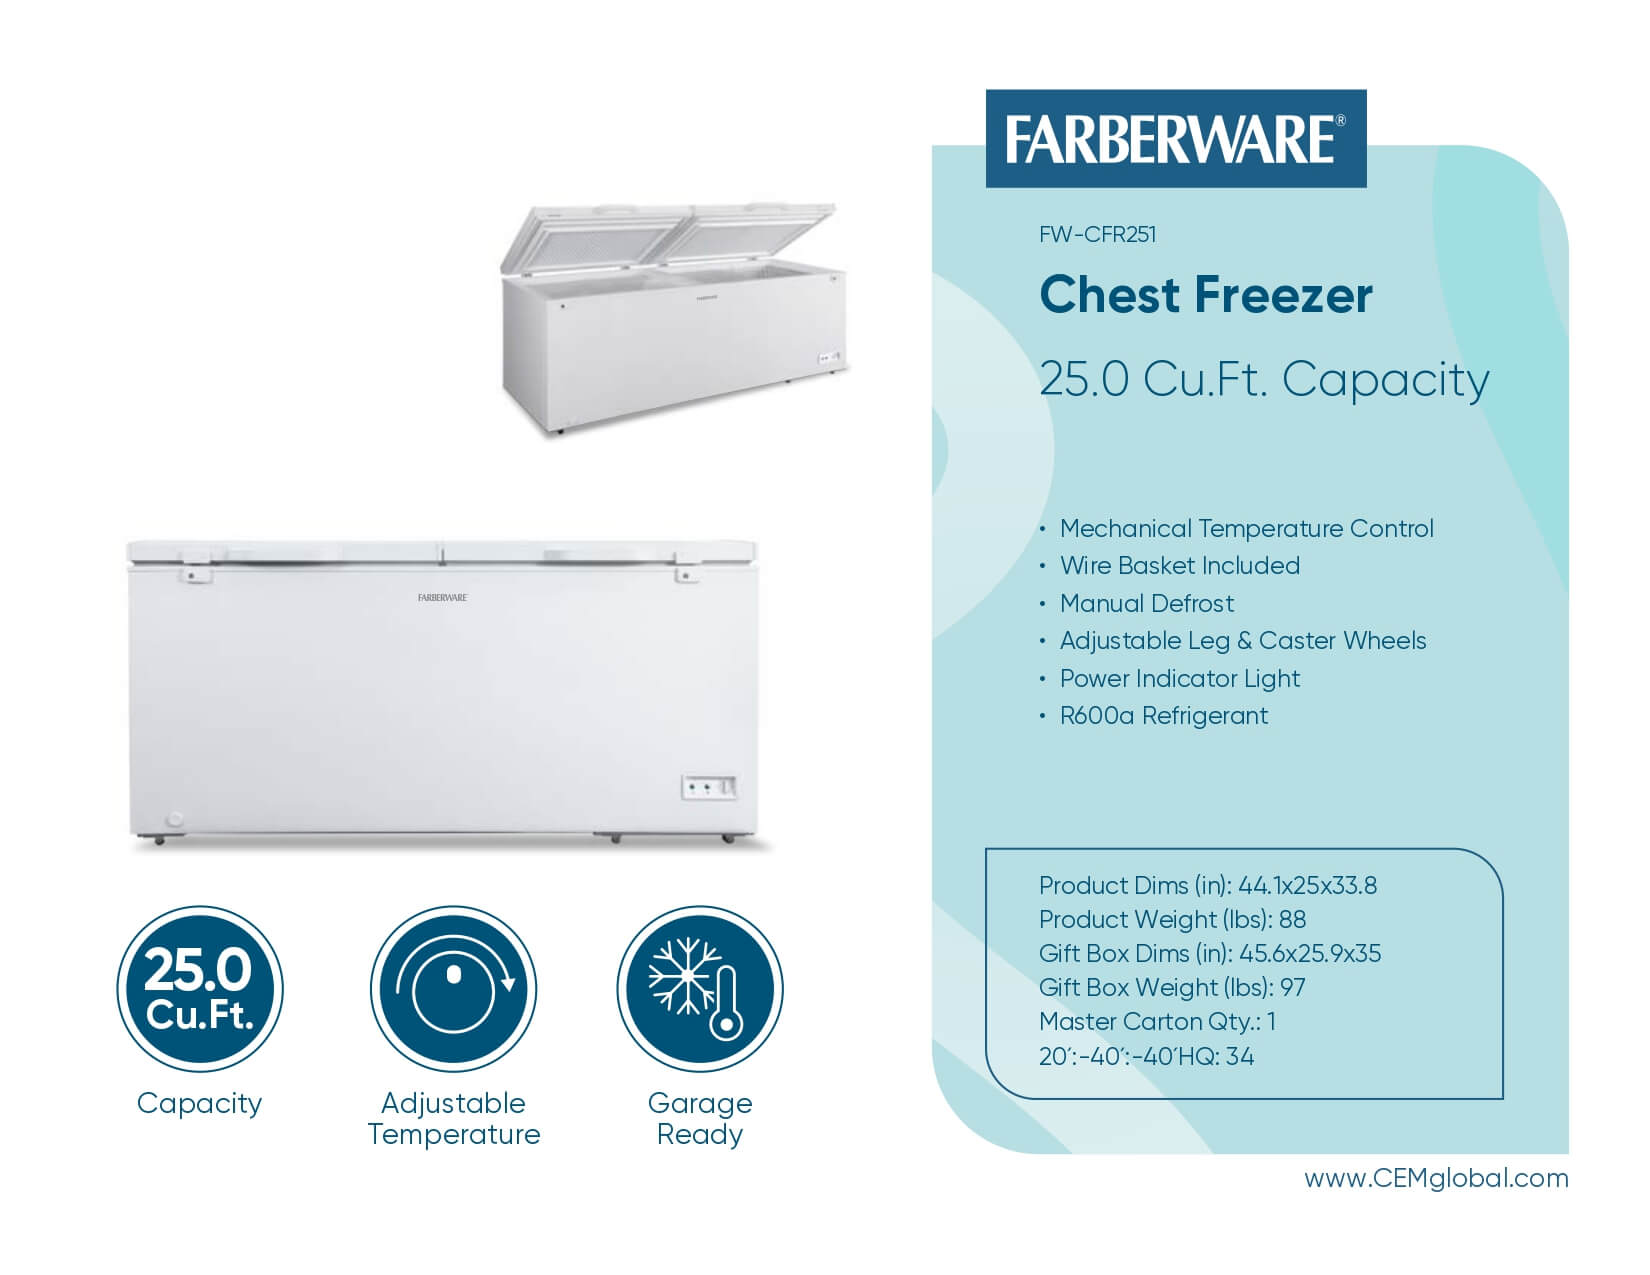 FARBERWARE®
FW-CFR251
Chest Freezer
25.0 Cu.Ft. Capacity
• Mechanical Temperature Control
• Wire Basket Included
• Manual Defrost
• Adjustable Leg & Caster Wheels
• Power Indicator Light
• R600a Refrigerant
Product Dims (in): 44.1x25x33.8
Product Weight (lbs): 88
Gift Box Dims (in): 45.6x25.9x35
Gift Box Weight (lbs): 97
Master Carton Qty.: 1
20´:-40´:-40´HQ: 34
www.CEMglobal.com
FARBERWARE
FARBERWARE
25.0
Cu.Ft.
Capacity
Adjustable
Temperature
Garage
Ready